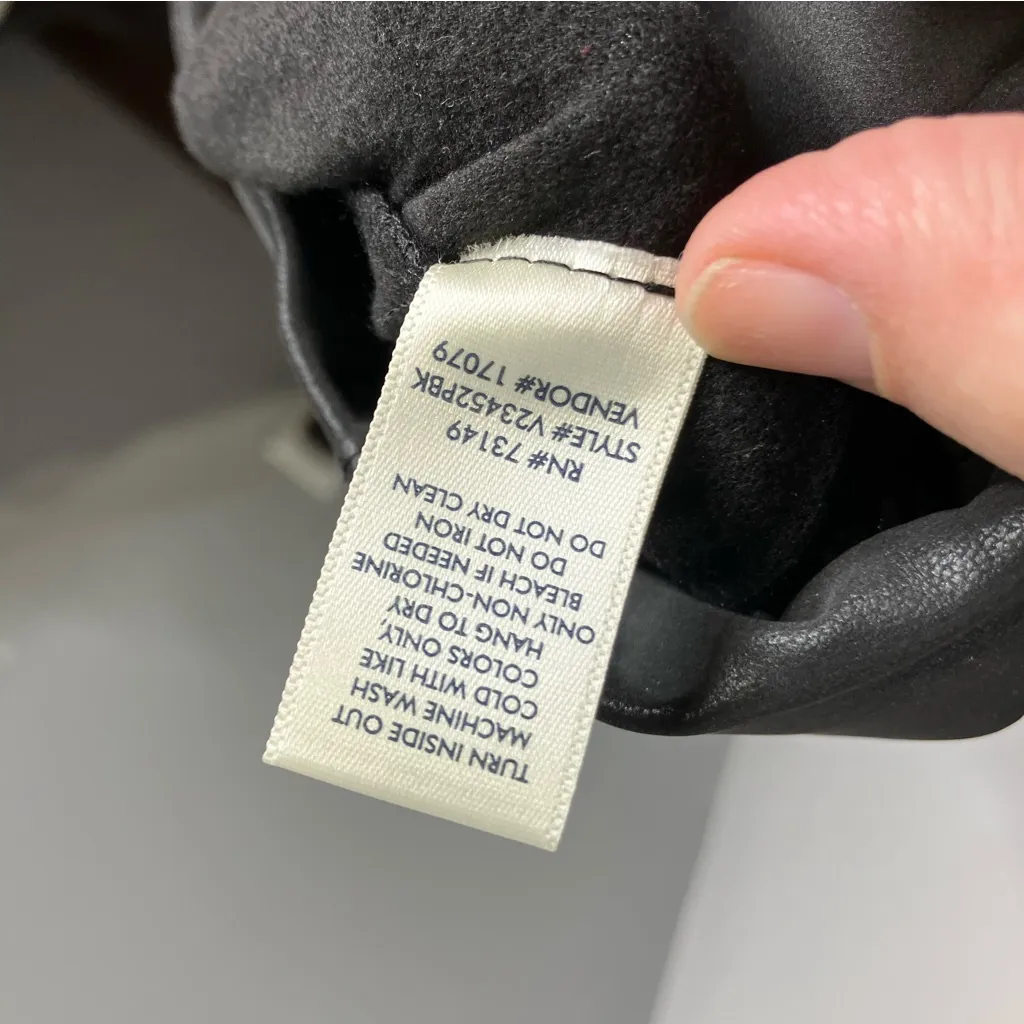 TURN INSIDE OUT
MACHINE WASH
COLD WITH LIKE
COLORS ONLY,
HANG TO DRY
ONLY NON-CHLORINE
BLEACH IF NEEDED
DO NOT IRON
DO NOT DRY CLEAN
RN# 73149
STYLE# V23452PBK
VENDOR# 17079